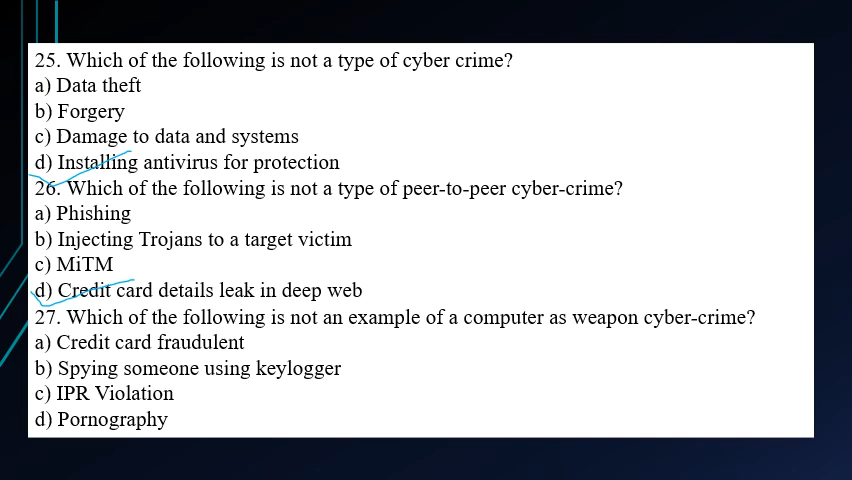 25. Which of the following is not a type of cyber crime?
a) Data theft
b) Forgery
c) Damage to data and systems
d) Installing antivirus for protection
26. Which of the following is not a type of peer-to-peer cyber-crime?
a) Phishing
b) Injecting Trojans to a target victim
c) MiTM
d) Credit card details leak in deep web
27. Which of the following is not an example of a computer as weapon cyber-crime?
a) Credit card fraudulent
b) Spying someone using keylogger
c) IPR Violation
d) Pornography